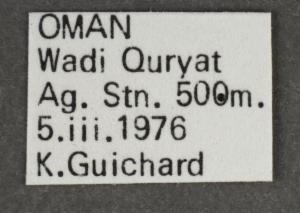 OMAN
Wadi Quryat
Ag. Stn. 500m.
5.iii.1976
K.Guichard